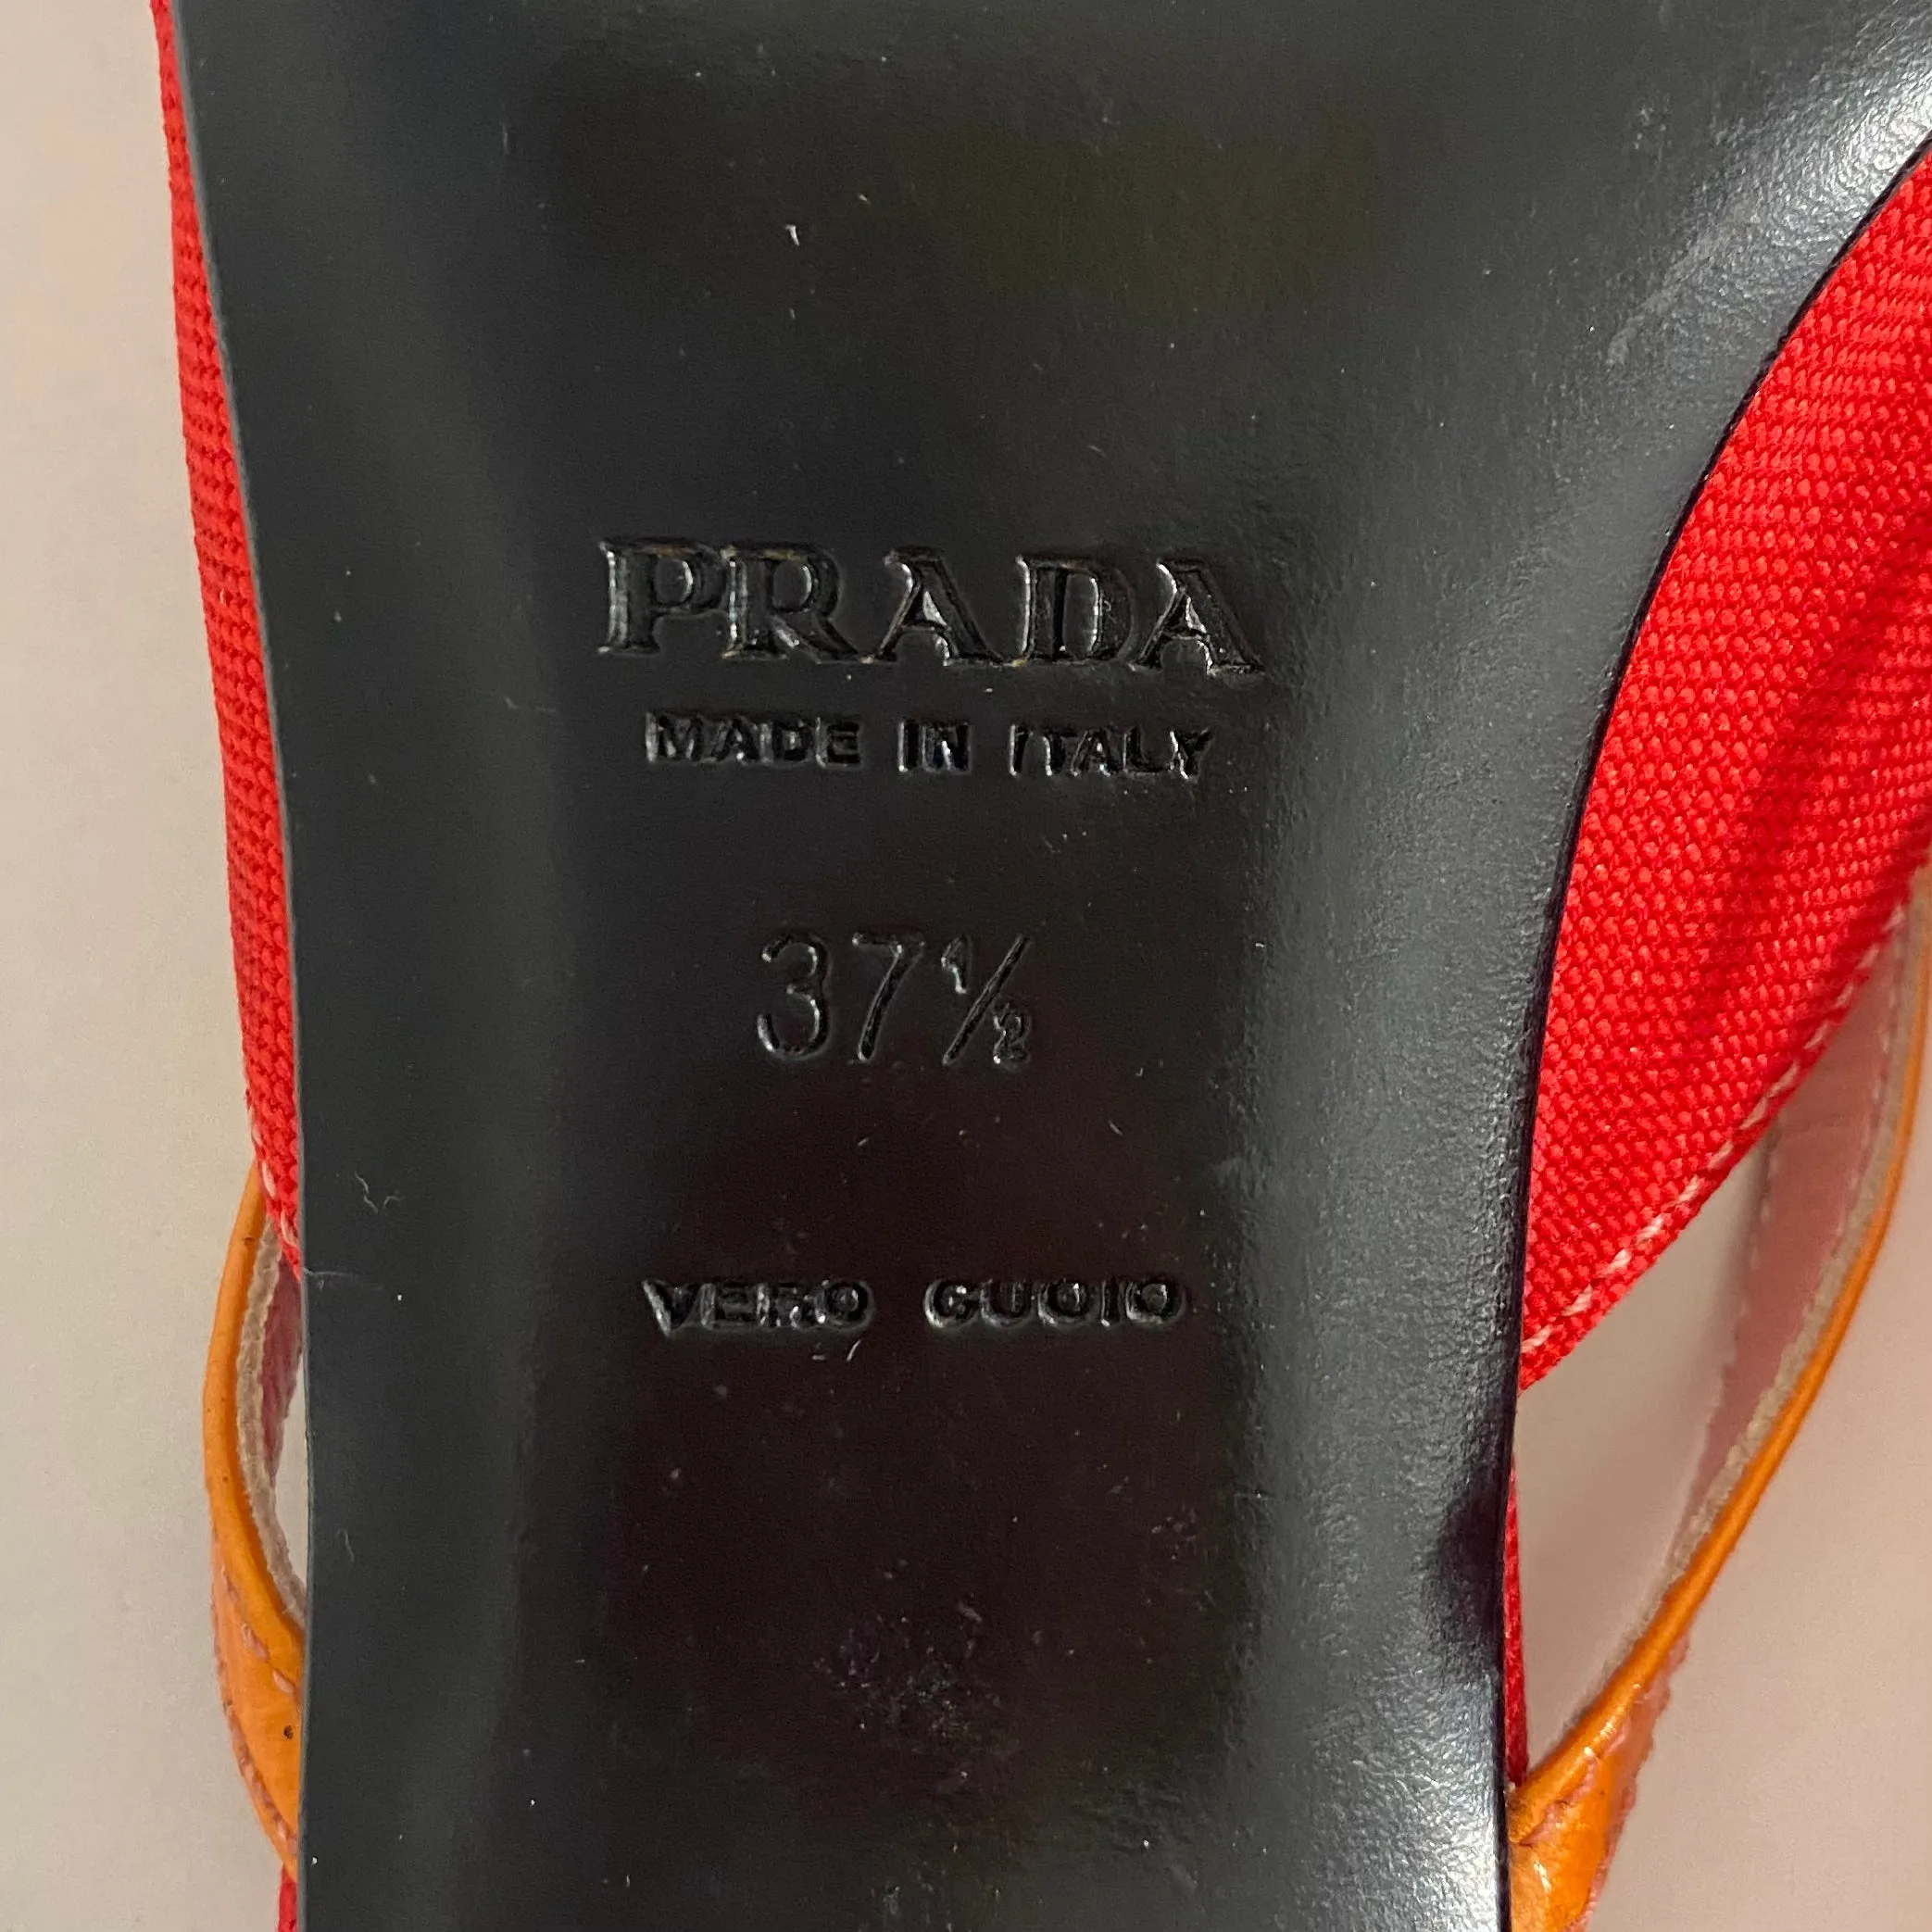 PRADA
MADE IN ITALY
37½
VERO CUOIO